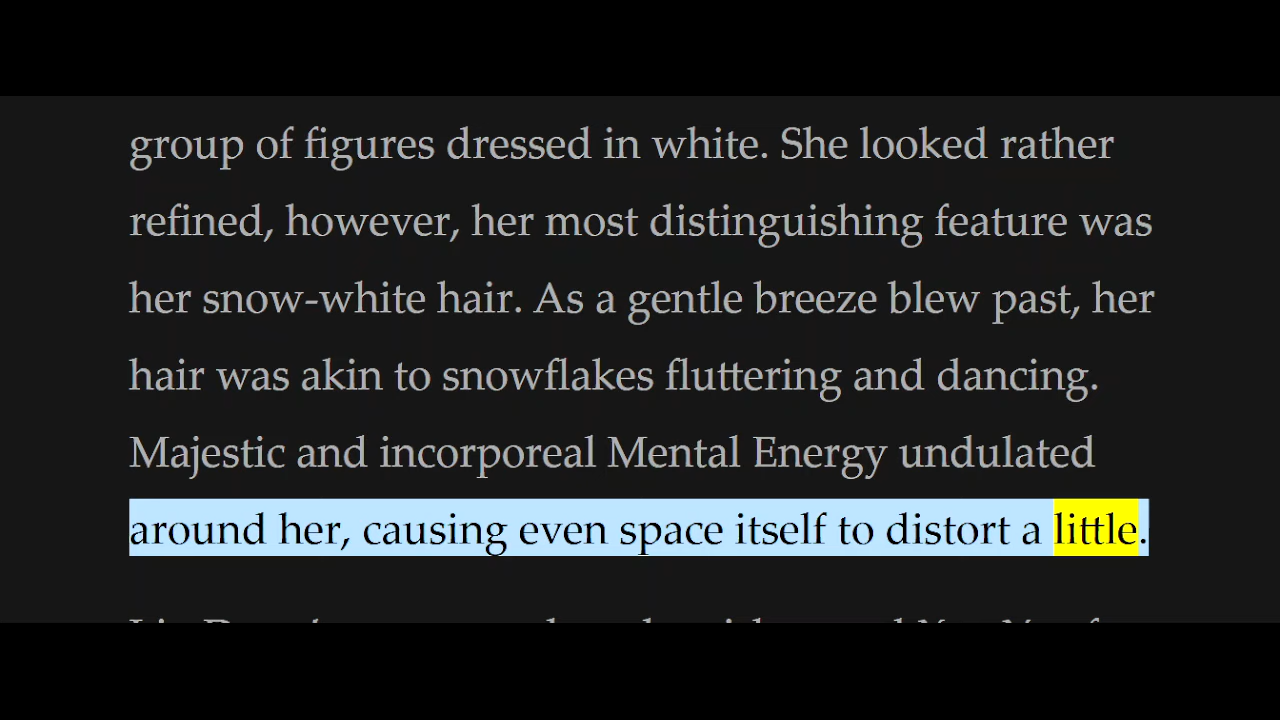 group of figures dressed in white. She looked rather
refined, however, her most distinguishing feature was
her snow-white hair. As a gentle breeze blew past, her
hair was akin to snowflakes fluttering and dancing.
Majestic and incorporeal Mental Energy undulated
around her, causing even space itself to distort a little.